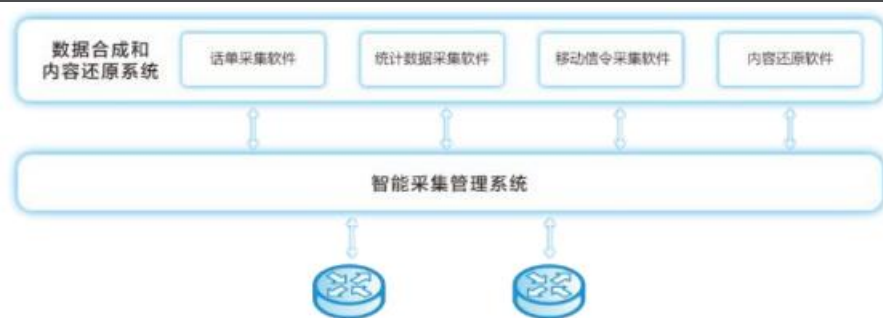 数据合成和
内容还原系统
话单采集软件
统计数据采集软件
移动信令采集软件
内容还原软件
智能采集管理系统